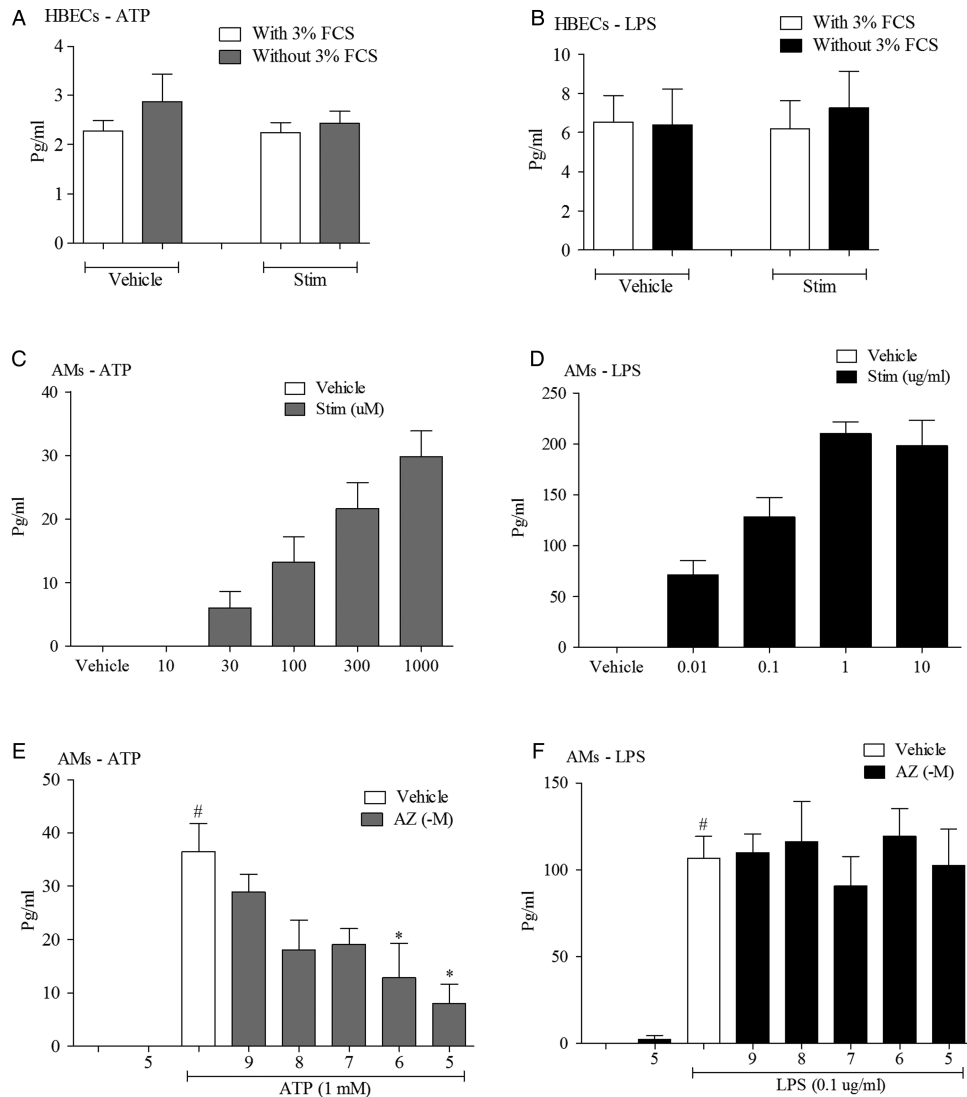 A
HBECs - ATP
With 3% FCS
Without 3% FCS
Pg/ml
4
3
2
1
0
Vehicle
Stim
B
HBECs - LPS
With 3% FCS
Without 3% FCS
Pg/ml
10
8
6
4
2
0
Vehicle
Stim
C
AMs - ATP
Vehicle
Stim (uM)
Pg/ml
40
30
20
10
0
Vehicle 10 30 100 300 1000
D
AMs - LPS
Vehicle
Stim (ug/ml)
Pg/ml
250
200
150
100
50
0
Vehicle 0.01 0.1 1 10
E
AMs - ATP
Vehicle
AZ (-M)
Pg/ml
50
40
30
20
10
0
#
*
*
5 9 8 7 6 5
ATP (1 mM)
F
AMs - LPS
Vehicle
AZ (-M)
Pg/ml
150
100
50
0
#
5 9 8 7 6 5
LPS (0.1 ug/ml)